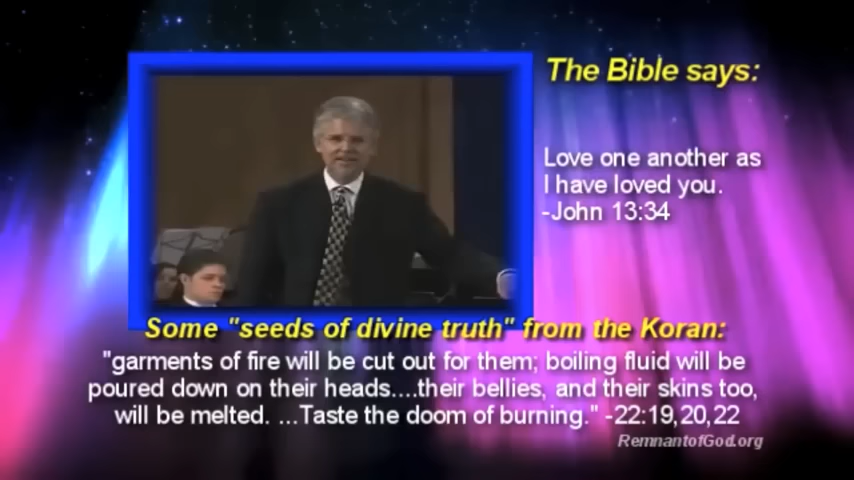 The Bible says:
Love one another as
I have loved you.
-John 13:34
Some "seeds of divine truth" from the Koran:
"garments of fire will be cut out for them; boiling fluid will be
poured down on their heads....their bellies, and their skins too,
will be melted. ...Taste the doom of burning." -22:19,20,22
RemnantofGod.org